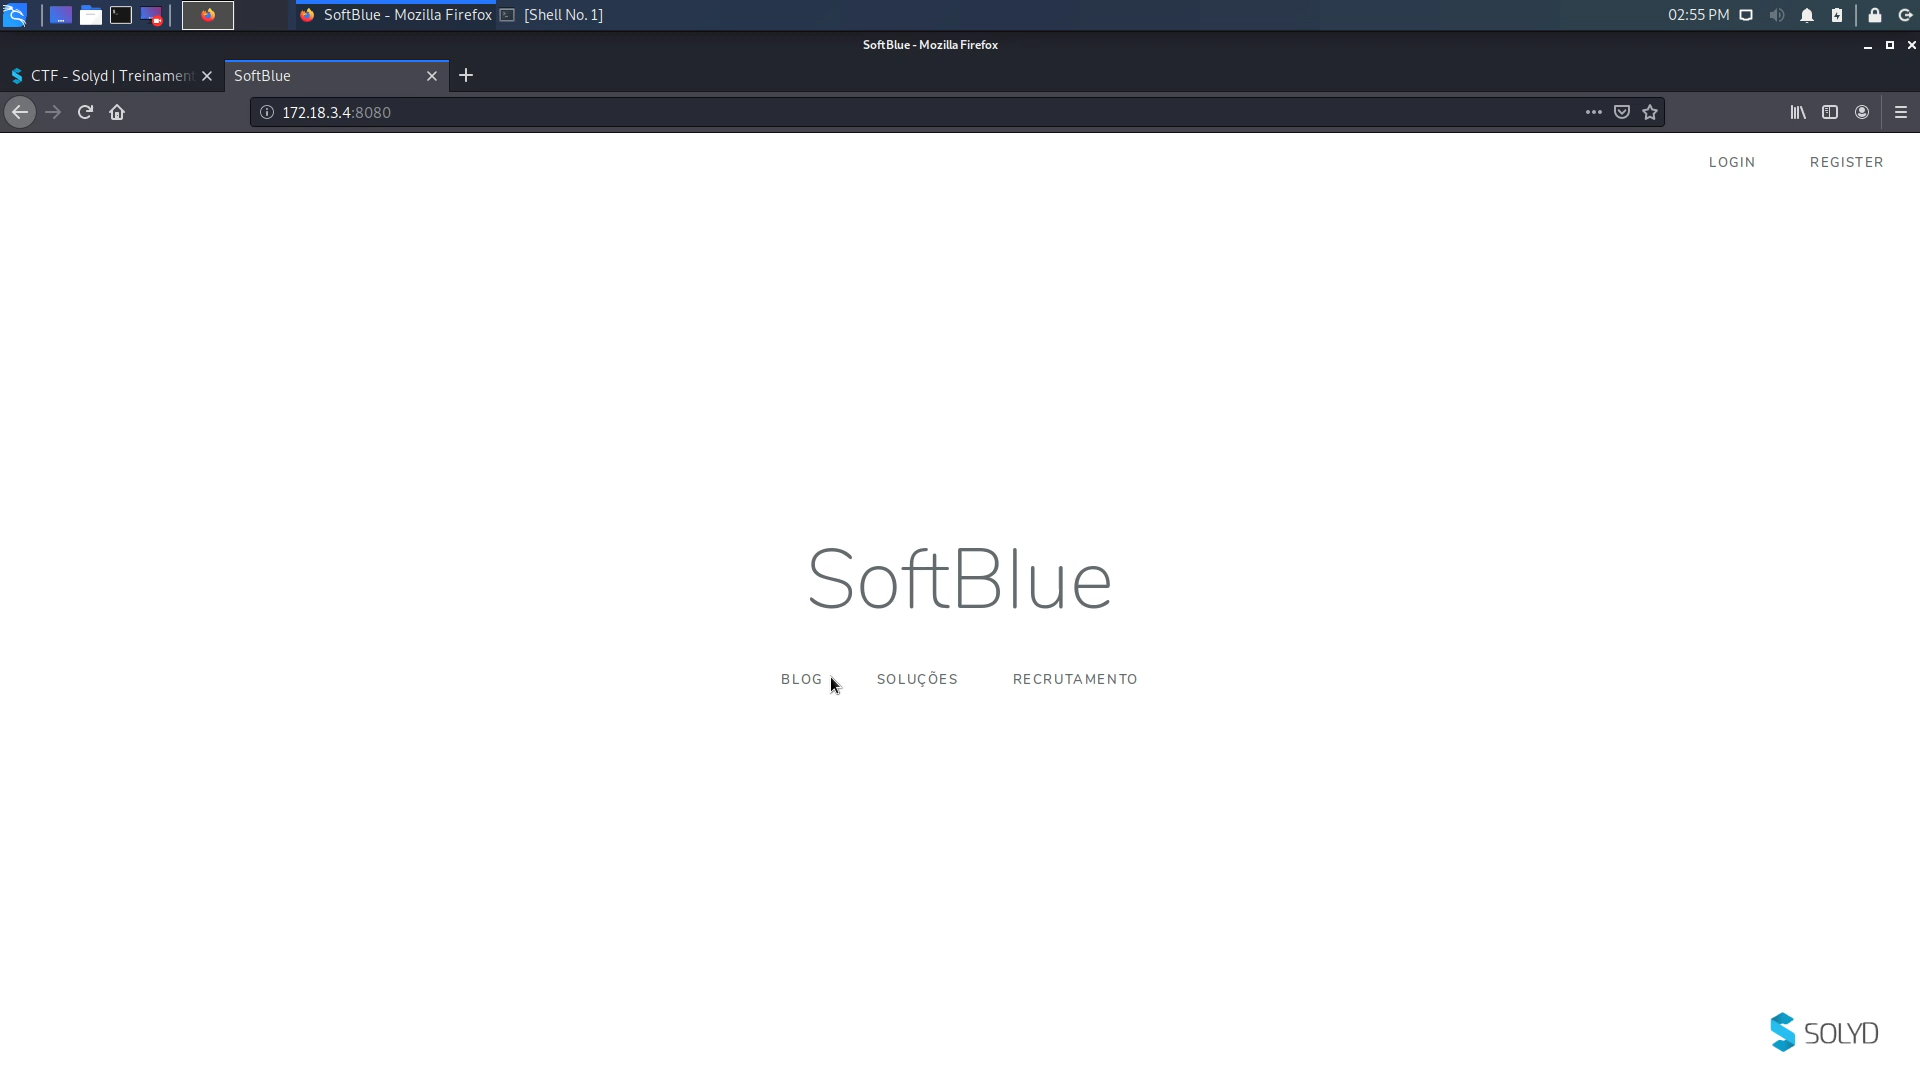 SoftBlue - Mozilla Firefox
[Shell No. 1]
02:55 PM
SoftBlue - Mozilla Firefox
CTF - Solyd | Treinament
SoftBlue
172.18.3.4:8080
LOGIN
REGISTER
SoftBlue
BLOG
SOLUÇÕES
RECRUTAMENTO
SOLYD